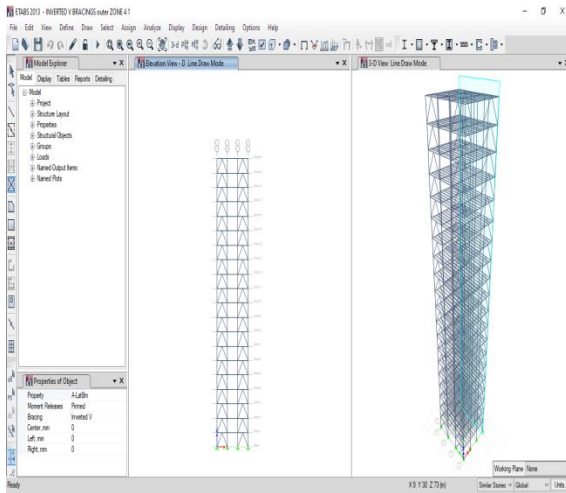 ETABS 2013 - INVERTED V BRACINGS outer ZONE 4 1
File Edit View Define Draw Select Assign Analyze Display Design Detailing Options Help
Model Explorer
Model Display Tables Reports Detailing
Model
Project
Structure Layout
Properties
Structural Objects
Groups
Loads
Named Output Items
Named Plots
Properties of Object
Property A-LatBm
Moment Releases Pinned
Bracing Inverted V
Center, mm 0
Left, mm 0
Right, mm 0
Elevation View - D Line Draw Mode
3-D View Line Draw Mode
Working Plane None
Ready
X 9 Y 30 Z 73 (m)
Similar Stories Global Units